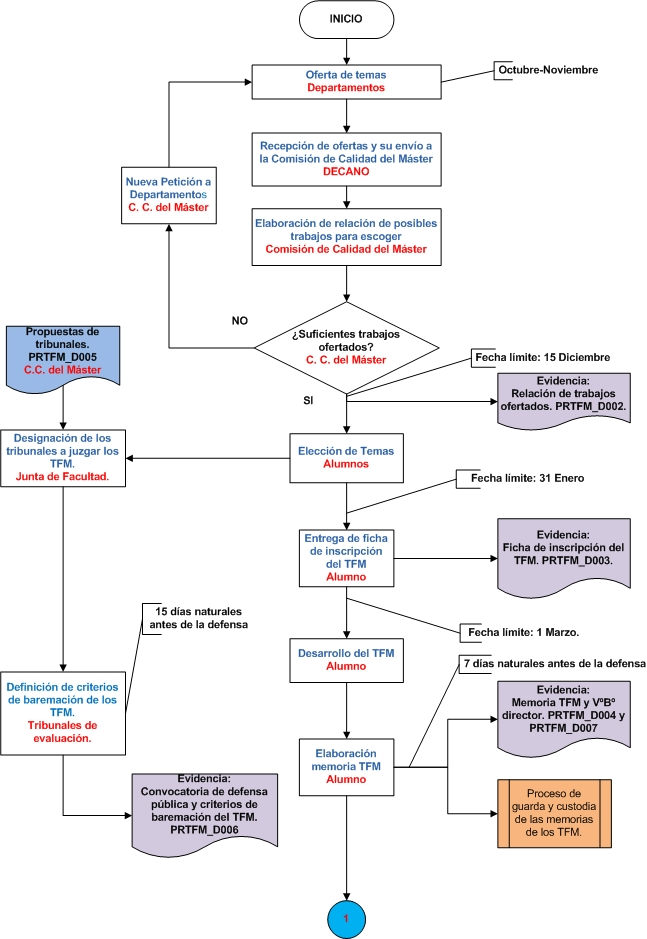 INICIO
Oferta de temas
Departamentos
Octubre-Noviembre
Recepción de ofertas y su envío a
la Comisión de Calidad del Máster
DECANO
Nueva Petición a
Departamentos
C. C. del Máster
Elaboración de relación de posibles
trabajos para escoger
Comisión de Calidad del Máster
NO
¿Suficientes trabajos
ofertados?
C. C. del Máster
Propuestas de
tribunales.
PRTFM_D005
C.C. del Máster
Fecha límite: 15 Diciembre
SI
Evidencia:
Relación de trabajos
ofertados. PRTFM_D002.
Designación de los
tribunales a juzgar los
TFM.
Junta de Facultad.
Elección de Temas
Alumnos
Fecha límite: 31 Enero
Entrega de ficha
de inscripción
del TFM
Alumno
Evidencia:
Ficha de inscripción del
TFM. PRTFM_D003.
15 días naturales
antes de la defensa
Fecha límite: 1 Marzo.
Desarrollo del TFM
Alumno
7 días naturales antes de la defensa
Definición de criterios
de baremación de los
TFM.
Tribunales de
evaluación.
Evidencia:
Memoria TFM y VºBº
director. PRTFM_D004 y
PRTFM_D007
Elaboración
memoria TFM
Alumno
Evidencia:
Convocatoria de defensa
pública y criterios de
baremación del TFM.
PRTFM_D006
Proceso de
guarda y custodia
de las memorias
de los TFM.
1